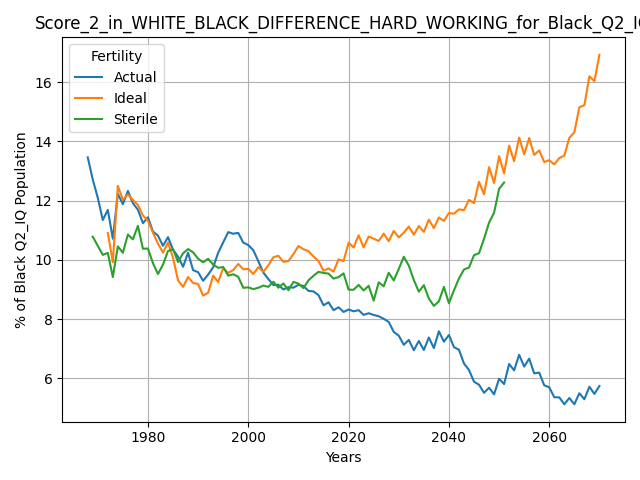 Score_2_in_WHITE_BLACK_DIFFERENCE_HARD_WORKING_for_Black_Q2_IQ
Fertility
Actual
Ideal
Sterile
% of Black Q2_IQ Population
16
14
12
10
8
6
1980
2000
2020
2040
2060
Years